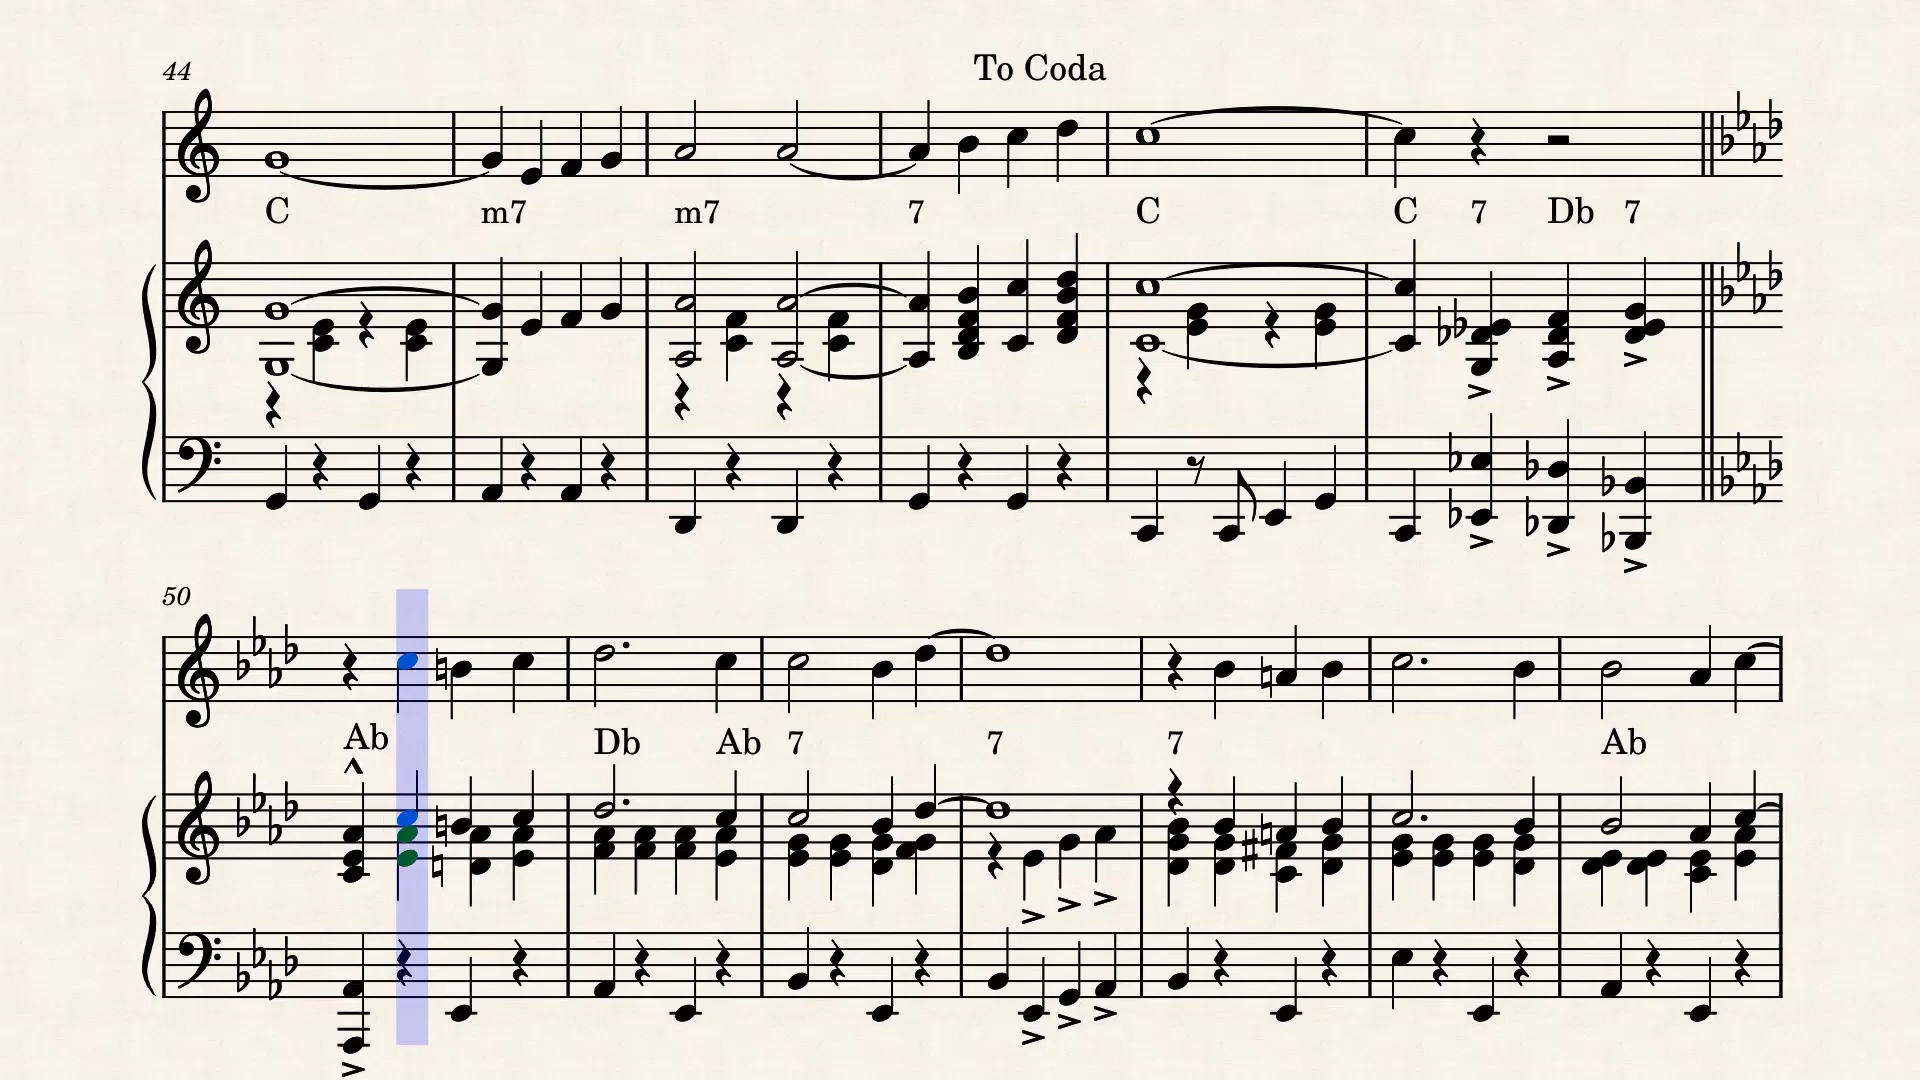 To Coda
44
C m7 m7 7 C C 7 Db 7
50
Ab Db Ab 7 7 7 Ab